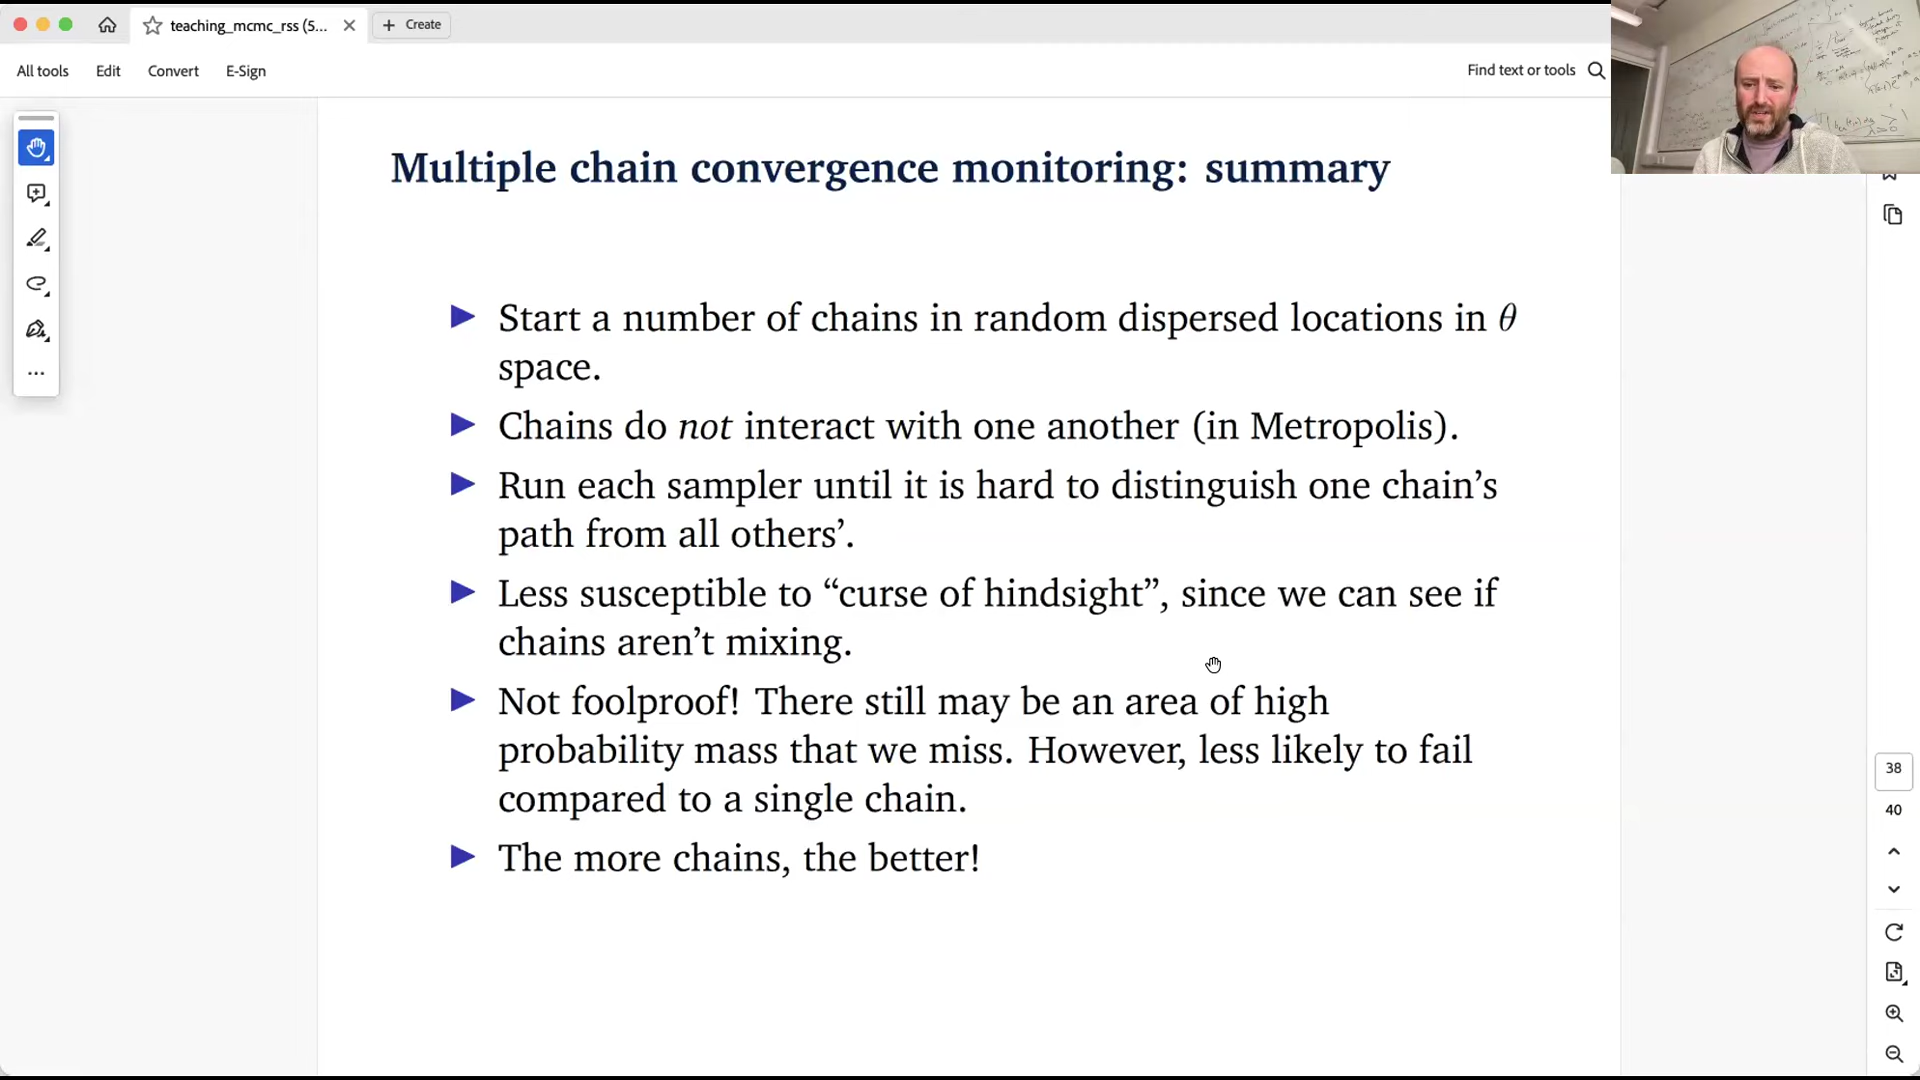 teaching_mcmc_rss (5...
Create
All tools
Edit
Convert
E-Sign
Find text or tools
Multiple chain convergence monitoring: summary
Start a number of chains in random dispersed locations in θ
space.
Chains do not interact with one another (in Metropolis).
Run each sampler until it is hard to distinguish one chain’s
path from all others’.
Less susceptible to “curse of hindsight”, since we can see if
chains aren’t mixing.
Not foolproof! There still may be an area of high
probability mass that we miss. However, less likely to fail
compared to a single chain.
The more chains, the better!
38
40